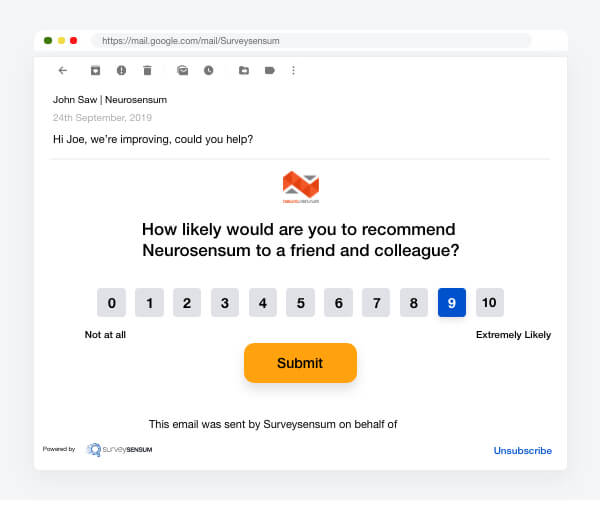 https://mail.google.com/mail/Surveysensum
John Saw | Neurosensum
24th September, 2019
Hi Joe, we're improving, could you help?
neurosensum
How likely would are you to recommend
Neurosensum to a friend and colleague?
0 1 2 3 4 5 6 7 8 9 10
Not at all Extremely Likely
Submit
This email was sent by Surveysensum on behalf of
Powered by surveySENSUM Unsubscribe